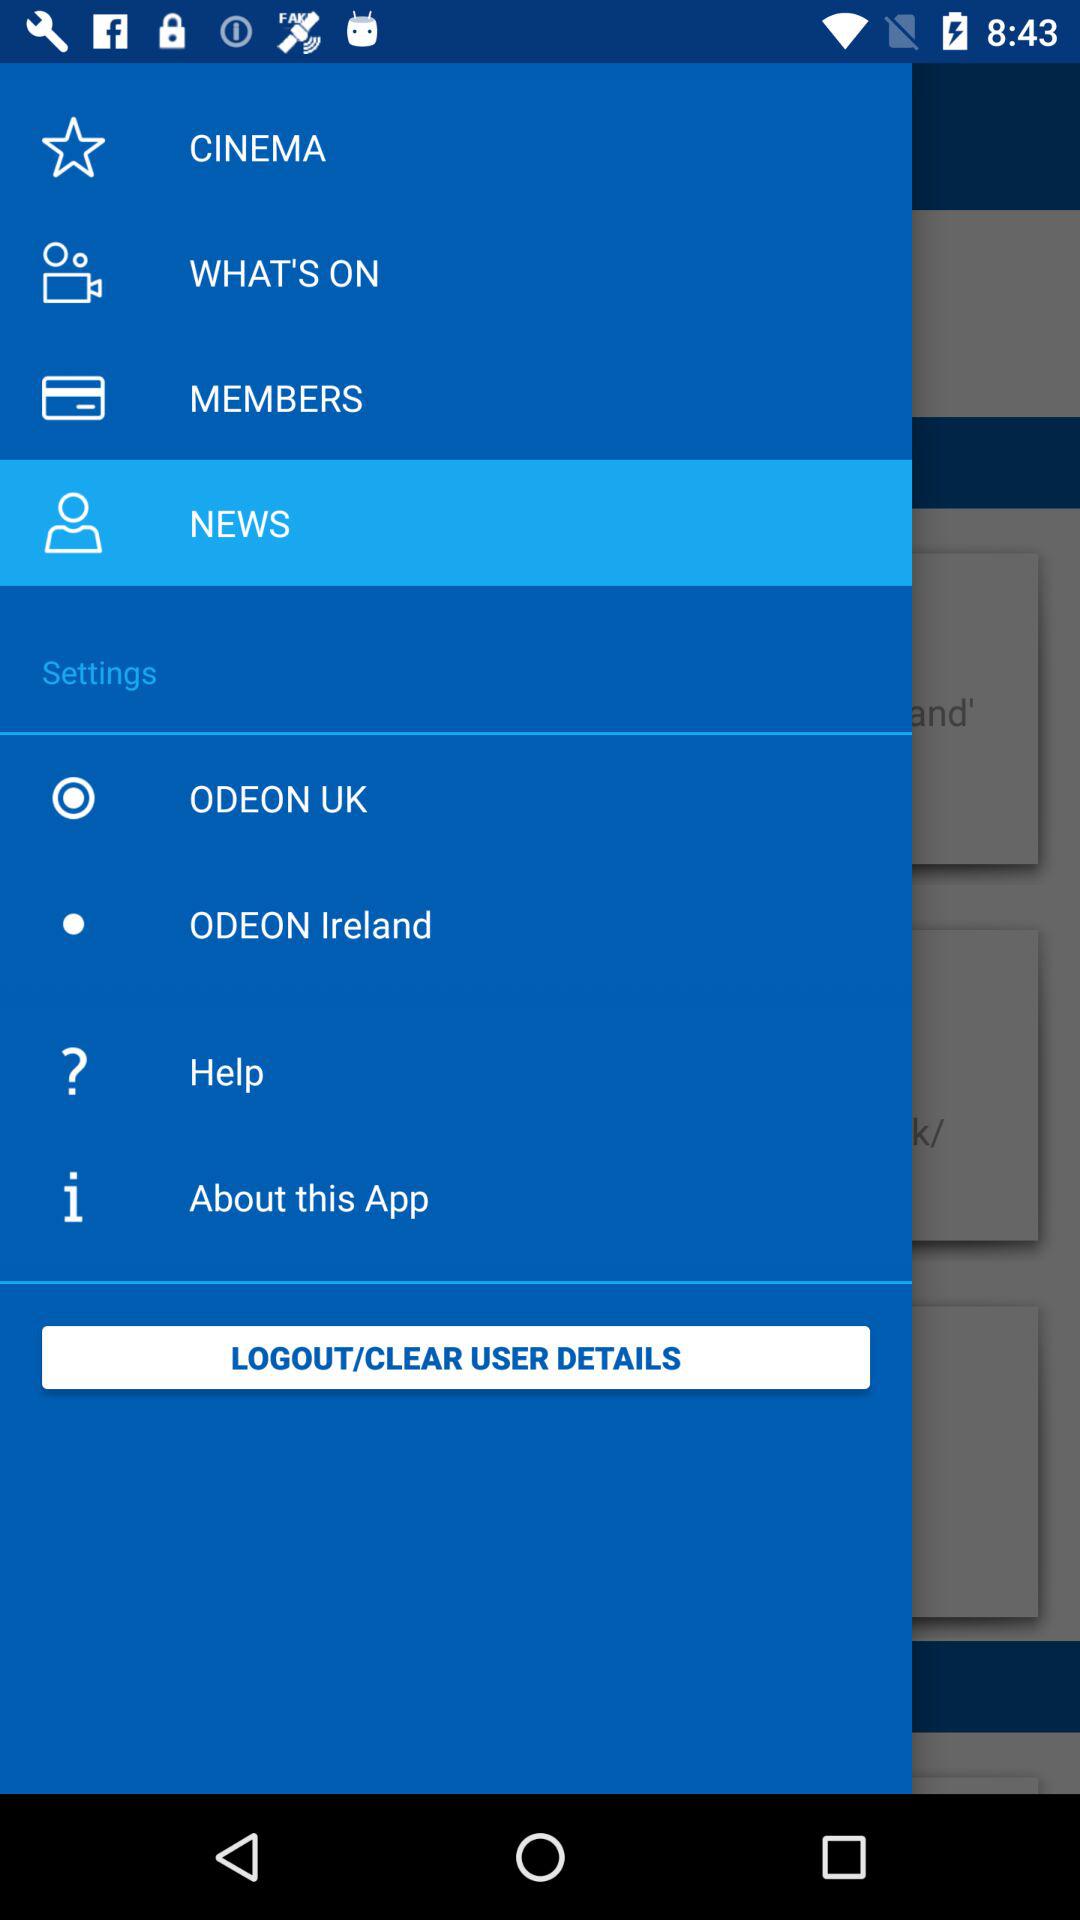 FAKE
8:43
CINEMA
WHAT'S ON
MEMBERS
NEWS
Settings
and'
ODEON UK
ODEON Ireland
Help
k/
About this App
LOGOUT/CLEAR USER DETAILS